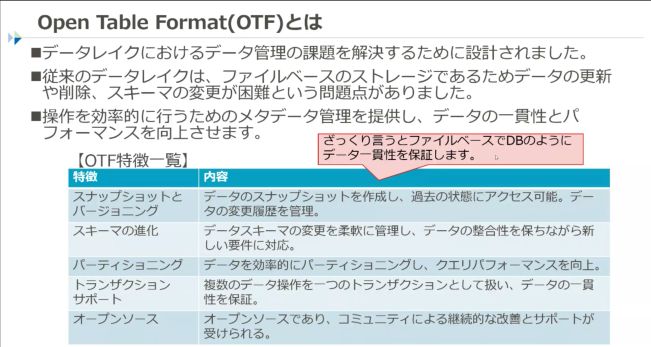 Open Table Format(OTF)とは
■データレイクにおけるデータ管理の課題を解決するために設計されました。
■従来のデータレイクは、ファイルベースのストレージであるためデータの更新
や削除、スキーマの変更が困難という問題点がありました。
■操作を効率的に行うためのメタデータ管理を提供し、データの一貫性とパ
フォーマンスを向上させます。
ざっくり言うとファイルベースでDBのように
データ一貫性を保証します。
【OTF特徴一覧】
特徴 内容
スナップショットと
バージョニング
データのスナップショットを作成し、過去の状態にアクセス可能。デー
タの変更履歴を管理。
スキーマの進化
データスキーマの変更を柔軟に管理し、データの整合性を保ちながら新
しい要件に対応。
パーティショニング
データを効率的にパーティショニングし、クエリパフォーマンスを向上。
トランザクション
サポート
複数のデータ操作を一つのトランザクションとして扱い、データの一貫
性を保証。
オープンソース
オープンソースであり、コミュニティによる継続的な改善とサポートが
受けられる。